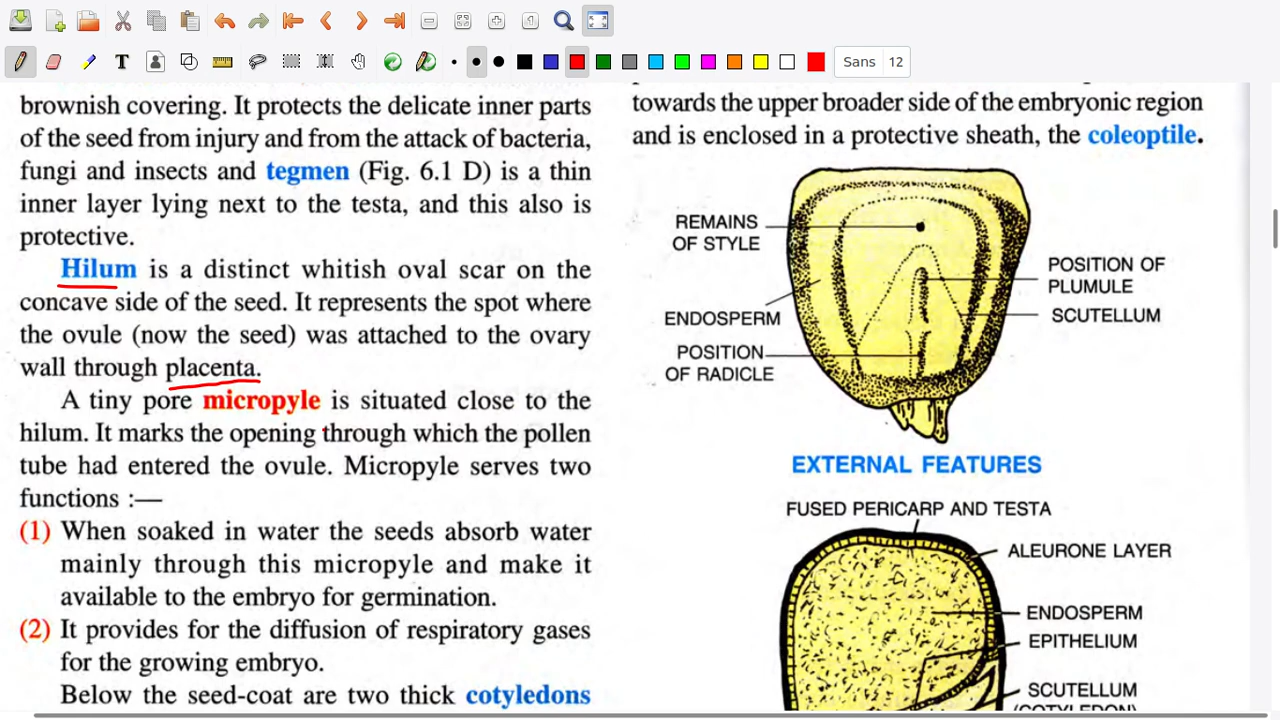 Sans 12
brownish covering. It protects the delicate inner parts
of the seed from injury and from the attack of bacteria,
fungi and insects and tegmen (Fig. 6.1 D) is a thin
inner layer lying next to the testa, and this also is
protective.
Hilum is a distinct whitish oval scar on the
concave side of the seed. It represents the spot where
the ovule (now the seed) was attached to the ovary
wall through placenta.
A tiny pore micropyle is situated close to the
hilum. It marks the opening through which the pollen
tube had entered the ovule. Micropyle serves two
functions :—
(1) When soaked in water the seeds absorb water
mainly through this micropyle and make it
available to the embryo for germination.
(2) It provides for the diffusion of respiratory gases
for the growing embryo.
Below the seed-coat are two thick cotyledons
towards the upper broader side of the embryonic region
and is enclosed in a protective sheath, the coleoptile.
REMAINS
OF STYLE
ENDOSPERM
POSITION
OF RADICLE
POSITION OF
PLUMULE
SCUTELLUM
EXTERNAL FEATURES
FUSED PERICARP AND TESTA
ALEURONE LAYER
ENDOSPERM
EPITHELIUM
SCUTELLUM
(COTYLEDON)